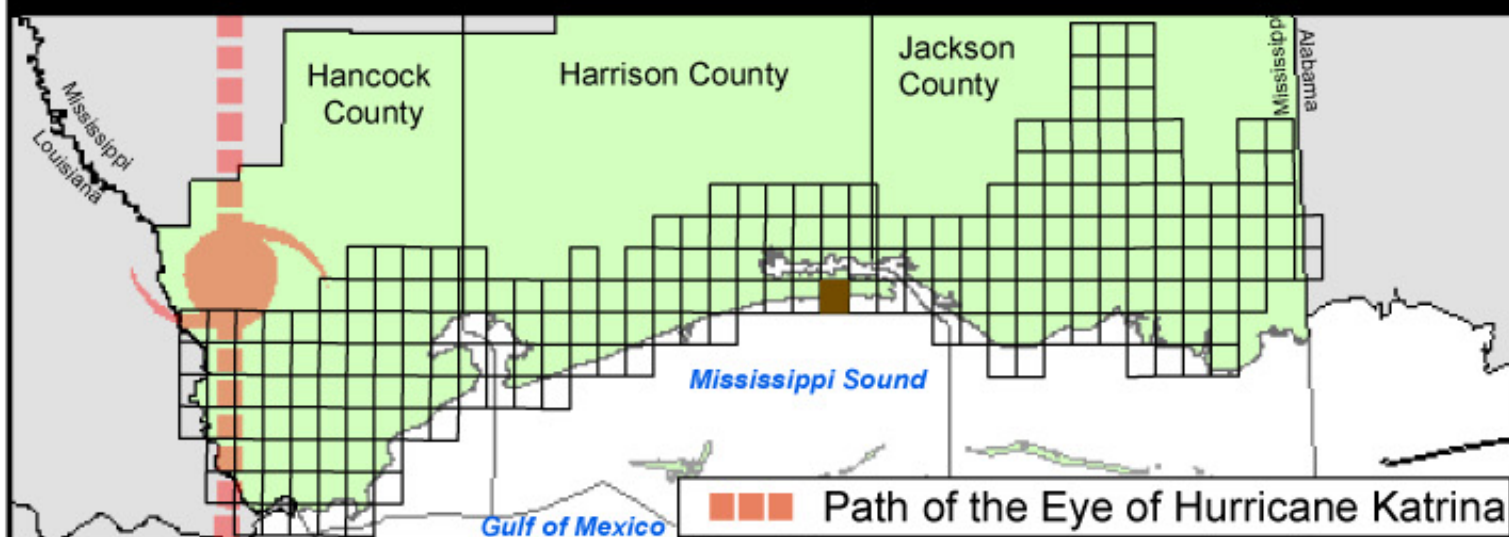 Hancock
County
Harrison County
Jackson
County
Mississippi
Louisiana
Mississipp
Alabama
Mississippi Sound
Gulf of Mexico
Path of the Eye of Hurricane Katrina